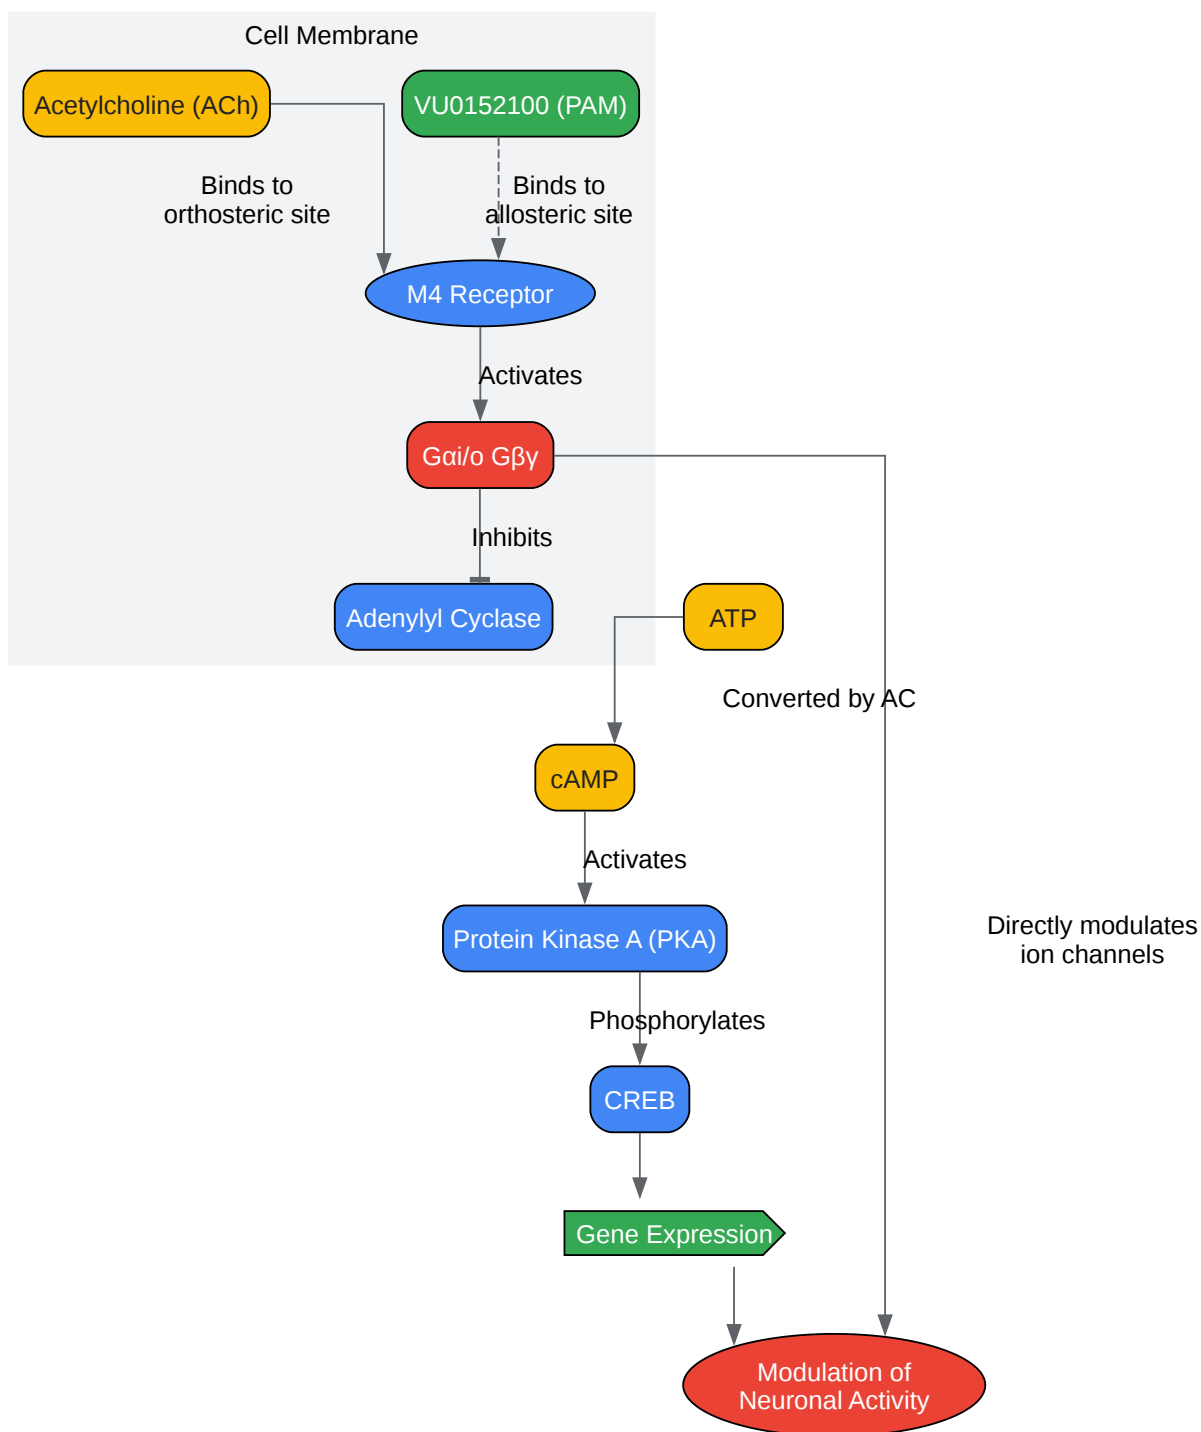 Cell Membrane
Acetylcholine (ACh)
VU0152100 (PAM)
Binds to
orthosteric site
Binds to
allosteric site
M4 Receptor
Activates
Gαi/o Gβγ
Inhibits
Adenylyl Cyclase
ATP
Converted by AC
cAMP
Activates
Protein Kinase A (PKA)
Directly modulates
ion channels
Phosphorylates
CREB
Gene Expression
Modulation of
Neuronal Activity